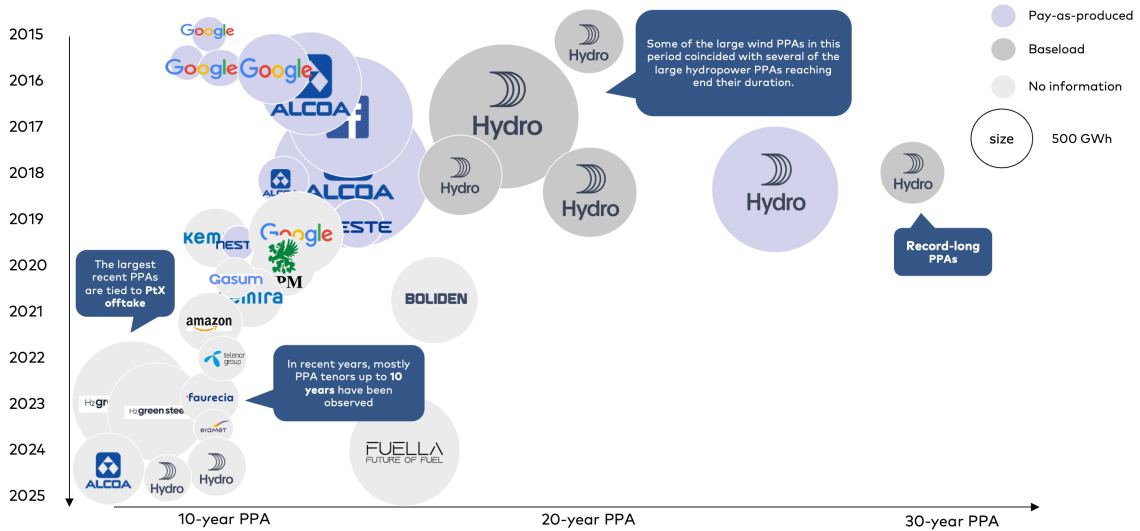 2015
2016
2017
2018
2019
2020
2021
2022
2023
2024
2025
10-year PPA
20-year PPA
30-year PPA
Pay-as-produced
Baseload
No information
size
500 GWh
Some of the large wind PPAs in this
period coincided with several of the
large hydropower PPAs reaching
end their duration.
Record-long
PPAs
The largest
recent PPAs
are tied to PtX
offtake
In recent years, mostly
PPA tenors up to 10
years have been
observed
Google
Google
Google
Google
ALCOA
f
Hydro
Hydro
Hydro
Hydro
Hydro
Hydro
ALCOA
ESTE
Kem
NEST
Google
PM
Gasum
mira
BOLIDEN
amazon
telenor
group
H2gr
H2green stee
faurecia
eramet
FUELLA
FUTURE OF FUEL
ALCOA
Hydro
Hydro